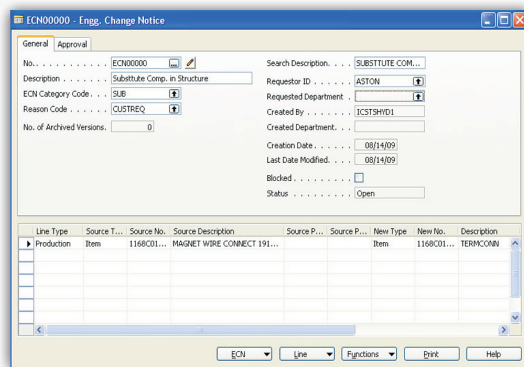 ECN00000 - Engg. Change Notice
General Approval
No. . . . . . . . . . . . . ECN00000 ...
Description . . . . . . . Substitute Comp. in Structure
ECN Category Code . . . SUB
Reason Code . . . . . . . CUSTREQ
No. of Archived Versions. 0
Search Description. . . . SUBSTTUTE COM...
Requestor ID . . . . . . . ASTON
Requested Department .
Created By . . . . . . . . ICSTSHYD1
Created Department. . .
Creation Date . . . . . . 08/14/09
Last Date Modified. . . . 08/14/09
Blocked . . . . . . . . .
Status . . . . . . . . . Open
Line Type Source T... Source No. Source Description Source P... Source P... New Type New No. Description
Production Item 1168C01... MAGNET WIRE CONNECT 191... Item 1168C01... TERMCONN
ECN Line Functions Print Help